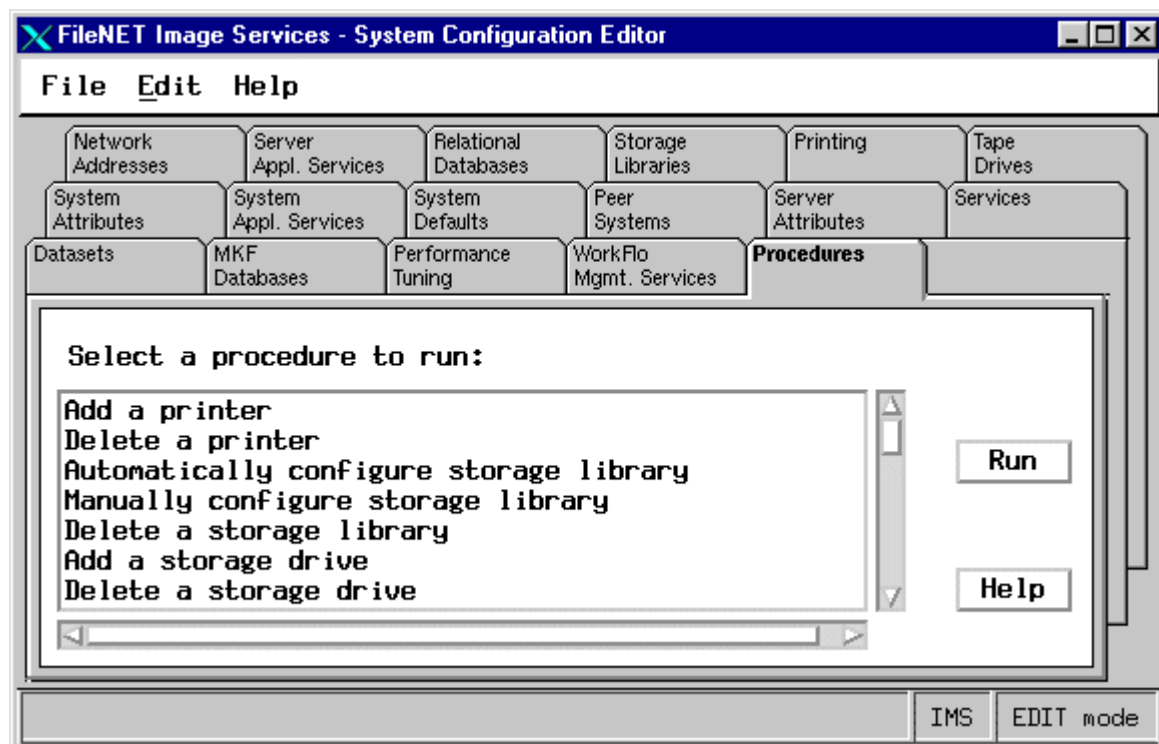 FileNET Image Services - System Configuration Editor
File Edit Help
Network Addresses
Server Appl. Services
Relational Databases
Storage Libraries
Printing
Tape Drives
System Attributes
System Appl. Services
System Defaults
Peer Systems
Server Attributes
Services
Datasets
MKF Databases
Performance Tuning
WorkFlo Mgmt. Services
Procedures
Select a procedure to run:
Add a printer
Delete a printer
Automatically configure storage library
Manually configure storage library
Delete a storage library
Add a storage drive
Delete a storage drive
Run
Help
IMS
EDIT mode